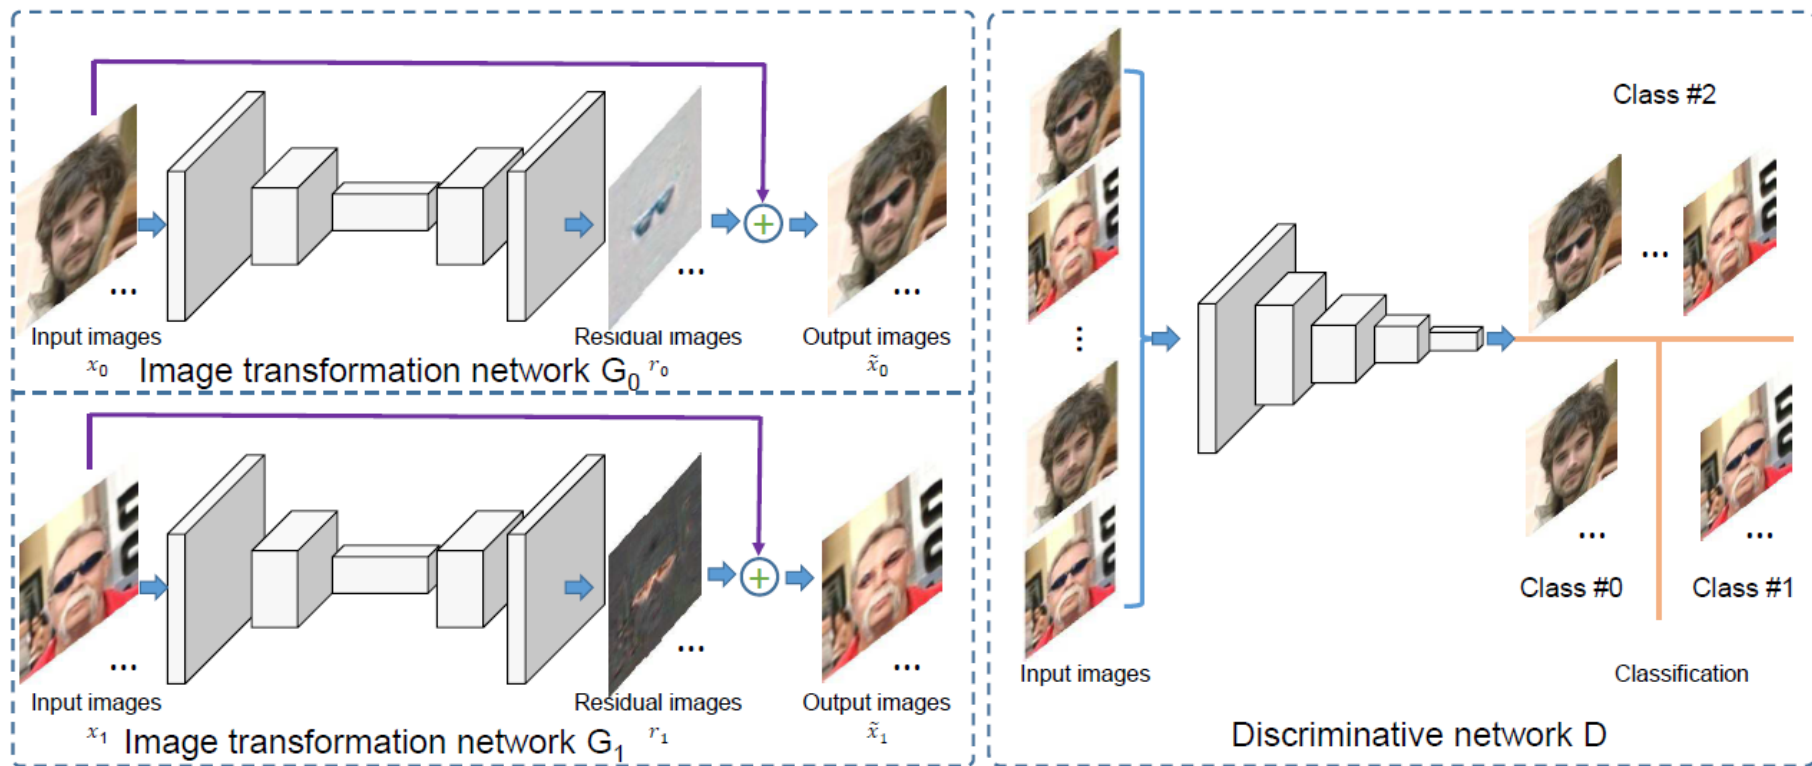 ...
...
...
Input images
Residual images
Output images
x₀
Image transformation network G₀
r₀
x̃₀
+
...
...
...
Input images
Residual images
Output images
x₁
Image transformation network G₁
r₁
x̃₁
+
Class #2
...
...
...
...
Class #0
Class #1
Input images
Classification
Discriminative network D